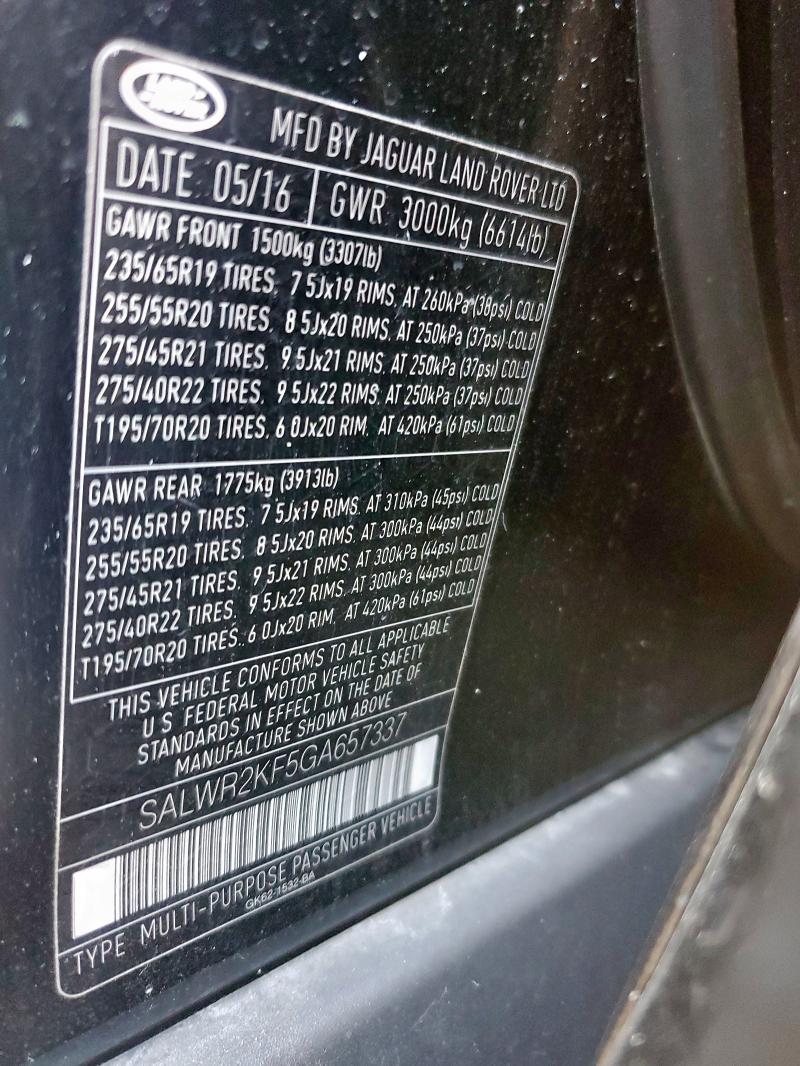 LAND ROVER
MFD BY JAGUAR LAND ROVER LTD
DATE 05/16 GWR 3000kg (6614lb)
GAWR FRONT 1500kg (3307lb)
235/65R19 TIRES, 7.5Jx19 RIMS, AT 260kPa (38psi) COLD
255/55R20 TIRES, 8.5Jx20 RIMS, AT 250kPa (37psi) COLD
275/45R21 TIRES, 9.5Jx21 RIMS, AT 250kPa (37psi) COLD
275/40R22 TIRES, 9.5Jx22 RIMS, AT 250kPa (37psi) COLD
T195/70R20 TIRES, 6.0Jx20 RIM, AT 420kPa (61psi) COLD
GAWR REAR 1775kg (3913lb)
235/65R19 TIRES, 7.5Jx19 RIMS, AT 310kPa (45psi) COLD
255/55R20 TIRES, 8.5Jx20 RIMS, AT 300kPa (44psi) COLD
275/45R21 TIRES, 9.5Jx21 RIMS, AT 300kPa (44psi) COLD
275/40R22 TIRES, 9.5Jx22 RIMS, AT 300kPa (44psi) COLD
T195/70R20 TIRES, 6.0Jx20 RIM, AT 420kPa (61psi) COLD
THIS VEHICLE CONFORMS TO ALL APPLICABLE
U.S. FEDERAL MOTOR VEHICLE SAFETY
STANDARDS IN EFFECT ON THE DATE OF
MANUFACTURE SHOWN ABOVE
SALWR2KF5GA657337
TYPE MULTI-PURPOSE PASSENGER VEHICLE
GK62-1532-BA